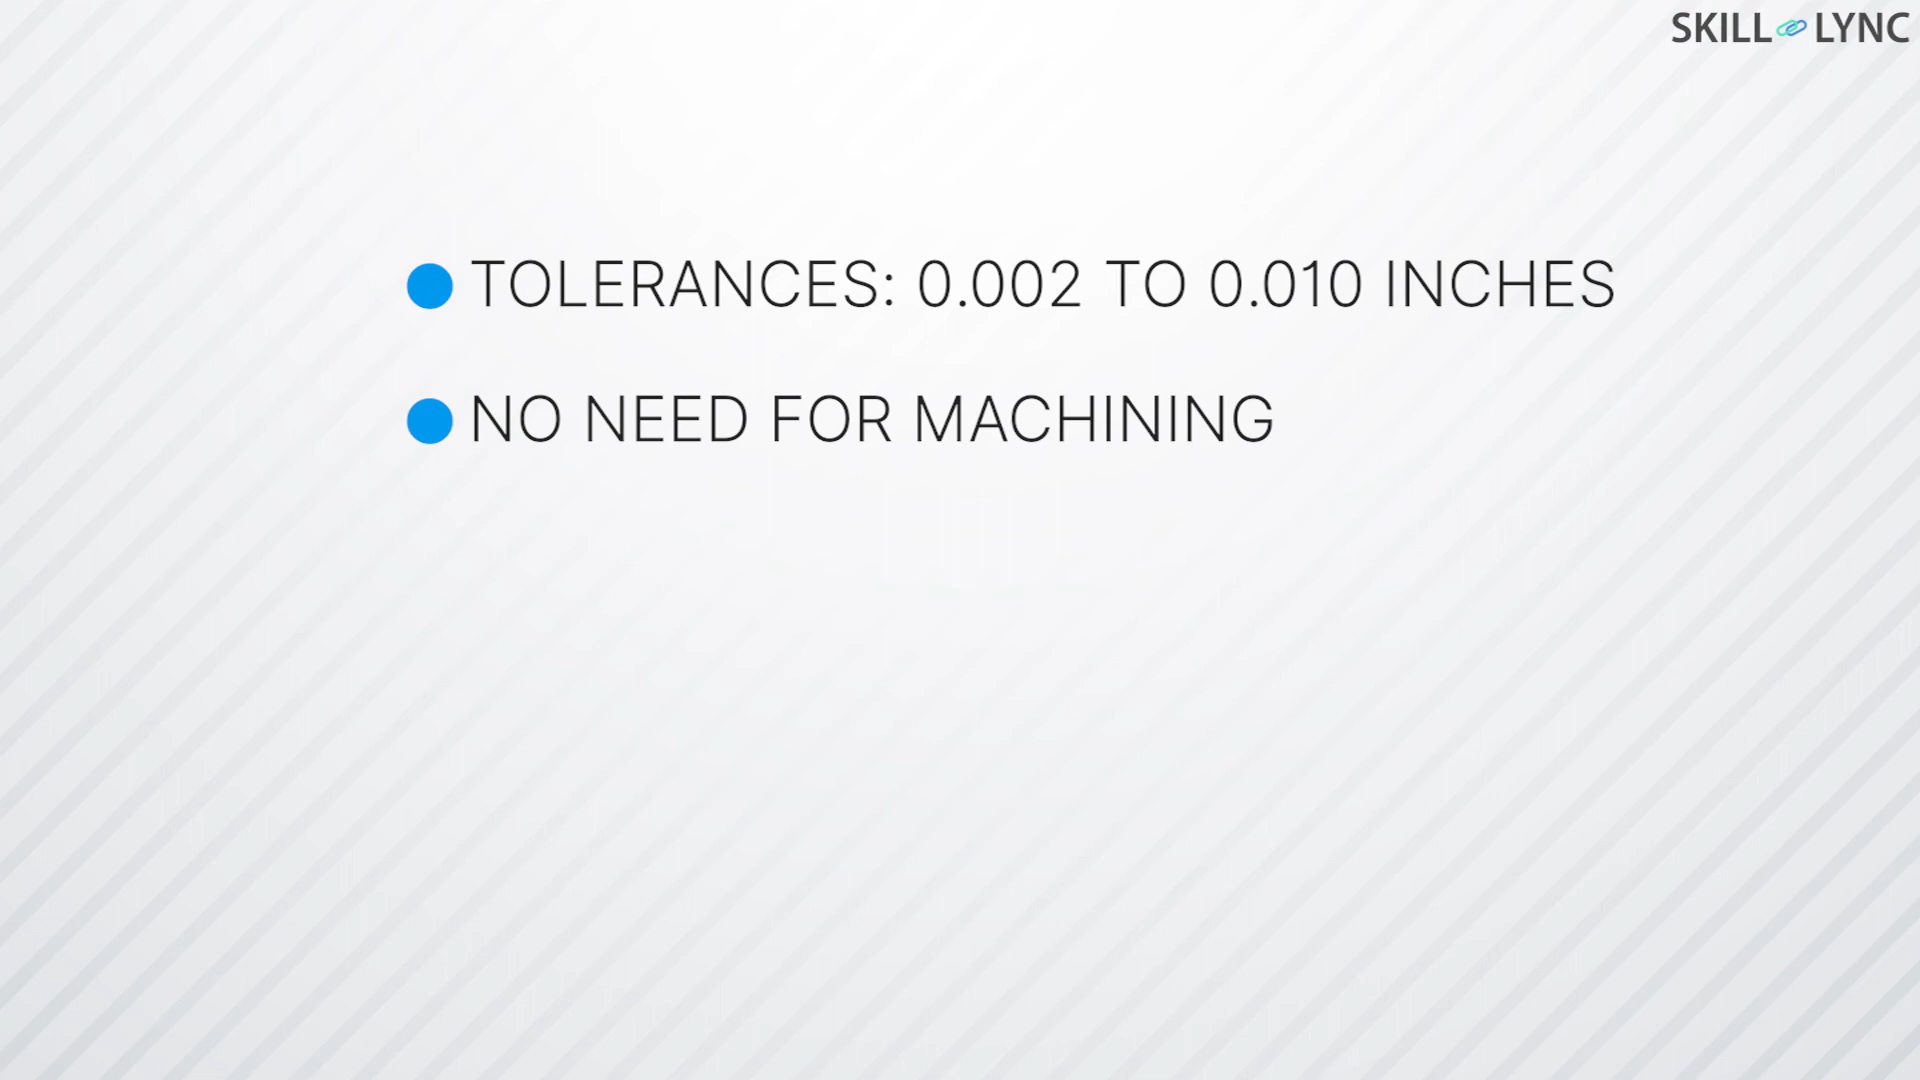 SKILL LYNC
TOLERANCES: 0.002 TO 0.010 INCHES
NO NEED FOR MACHINING